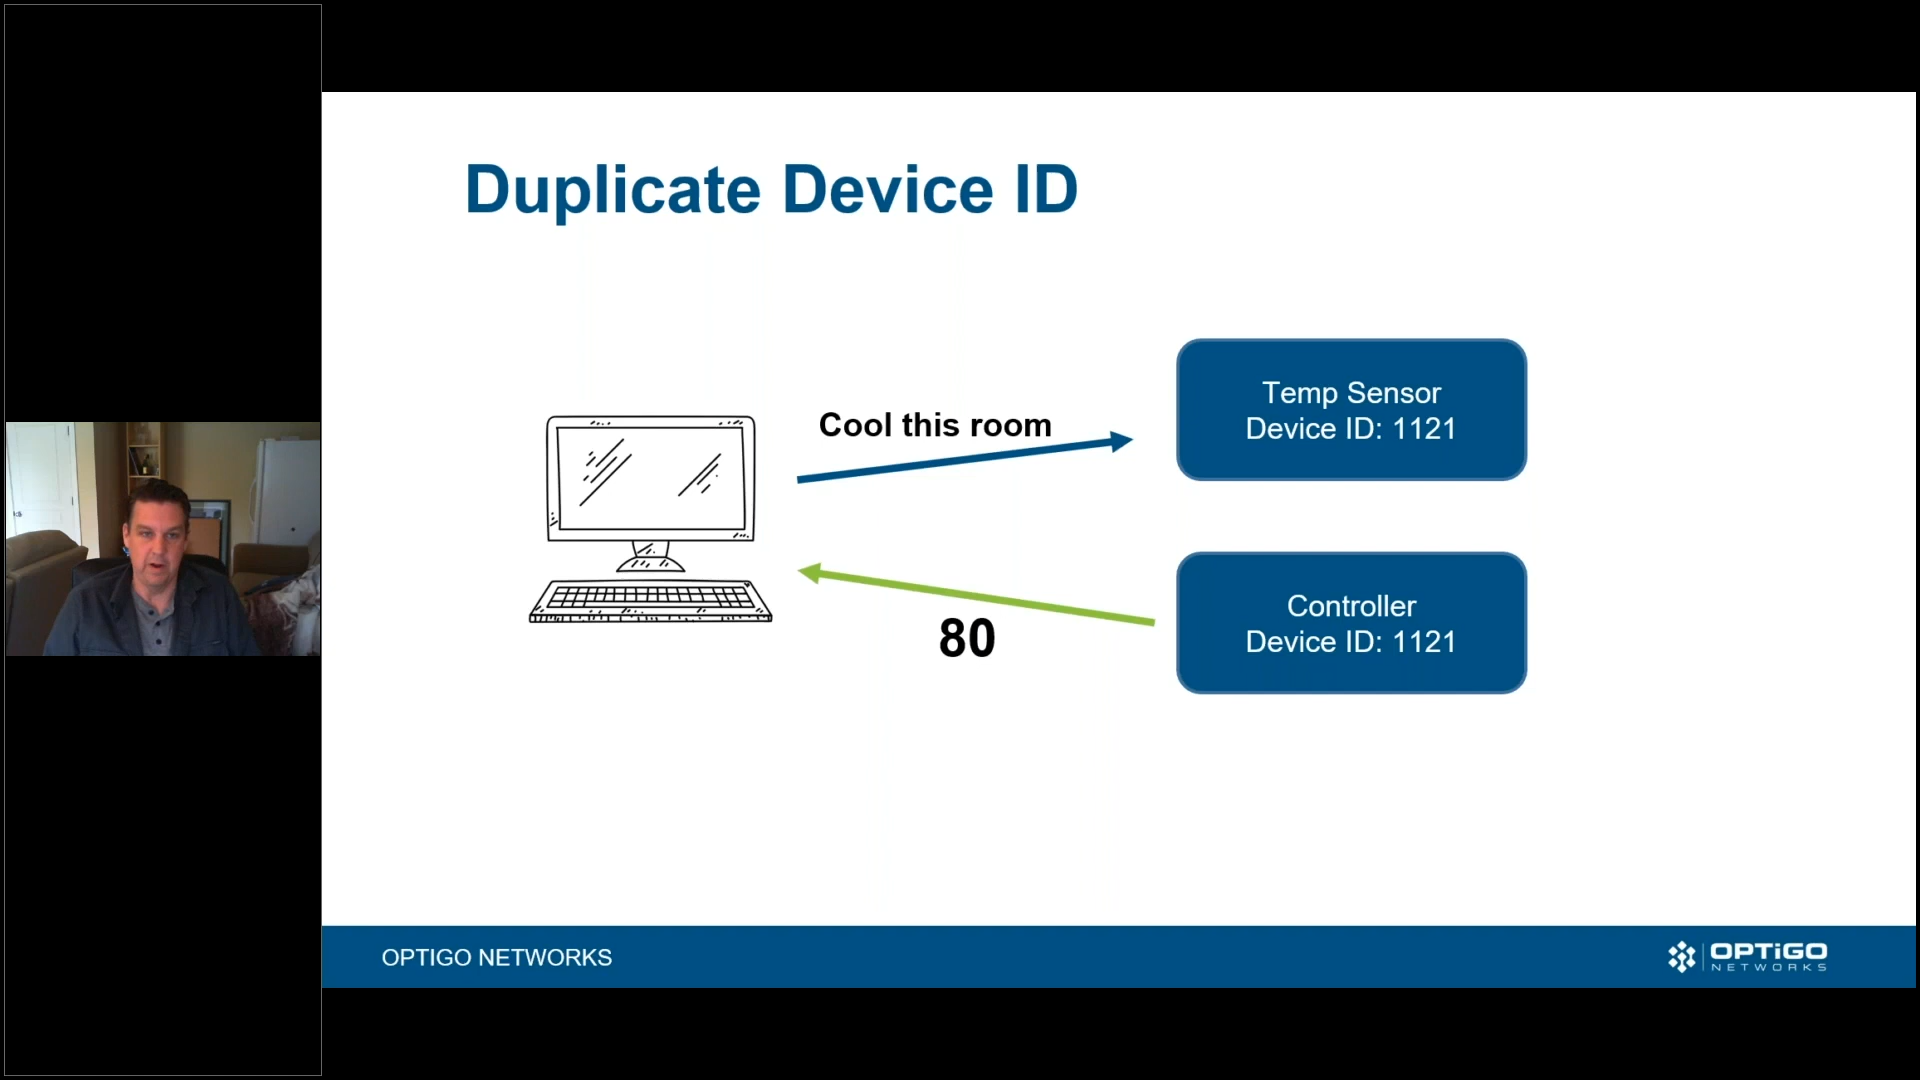 Duplicate Device ID
Cool this room
Temp Sensor
Device ID: 1121
80
Controller
Device ID: 1121
OPTIGO NETWORKS
OPTiGO
NETWORKS